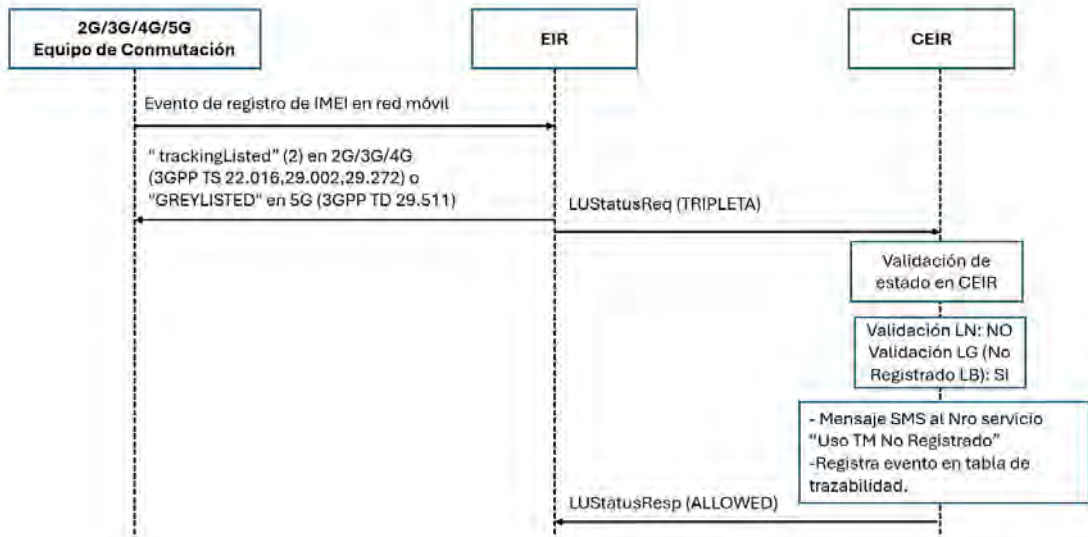 2G/3G/4G/5G
Equipo de Conmutación
EIR
CEIR
Evento de registro de IMEI en red móvil
" trackingListed" (2) en 2G/3G/4G
(3GPP TS 22.016,29.002,29.272) o
"GREYLISTED" en 5G (3GPP TD 29.511)
LUStatusReq (TRIPLETA)
Validación de
estado en CEIR
Validación LN: NO
Validación LG (No
Registrado LB): SI
- Mensaje SMS al Nro servicio
"Uso TM No Registrado"
-Registra evento en tabla de
trazabilidad.
LUStatusResp (ALLOWED)